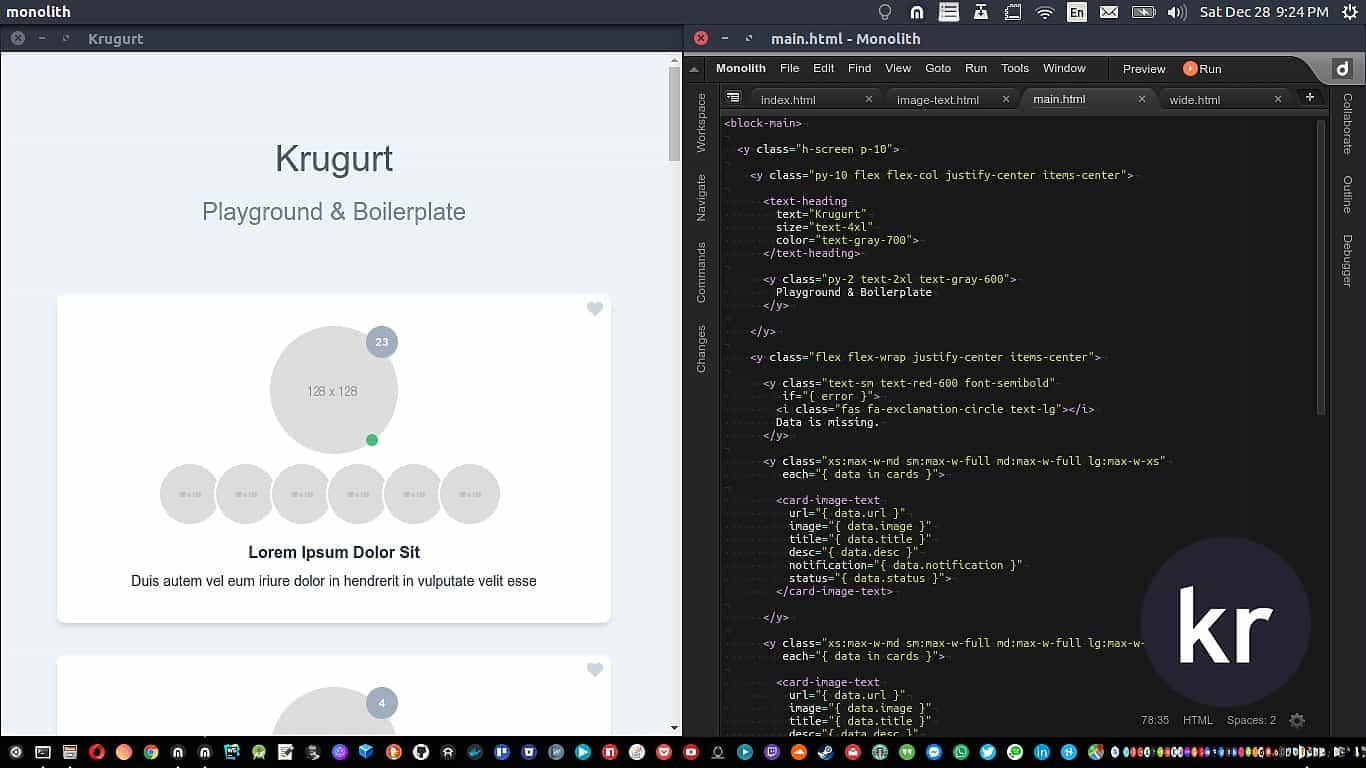 monolith
En
Sat Dec 28 9:24 PM
Krugurt
main.html - Monolith
Monolith File Edit Find View Goto Run Tools Window Preview Run
Workspace
Navigate
Commands
Changes
index.html
image-text.html
main.html
wide.html
Collaborate
Outline
Debugger
Krugurt
Playground & Boilerplate
23
128 x 128
Lorem Ipsum Dolor Sit
Duis autem vel eum iriure dolor in hendrerit in vulputate velit esse
4
<block-main>
<y class="h-screen p-10">
<y class="py-10 flex flex-col justify-center items-center">
<text-heading
text="Krugurt"
size="text-4xl"
color="text-gray-700">
</text-heading>
<y class="py-2 text-2xl text-gray-600">
Playground & Boilerplate
</y>
</y>
<y class="flex flex-wrap justify-center items-center">
<y class="text-sm text-red-600 font-semibold"
if="{ error }">
<i class="fas fa-exclamation-circle text-lg"></i>
Data is missing.
</y>
<y class="xs:max-w-md sm:max-w-full md:max-w-full lg:max-w-xs"
each="{ data in cards }">
<card-image-text
url="{ data.url }"
image="{ data.image }"
title="{ data.title }"
desc="{ data.desc }"
notification="{ data.notification }"
status="{ data.status }">
</card-image-text>
</y>
<y class="xs:max-w-md sm:max-w-full md:max-w-full lg:max-w-
each="{ data in cards }">
<card-image-text
url="{ data.url }"
image="{ data.image }"
title="{ data.title }"
desc="{ data.desc }"
kr
78:35 HTML Spaces: 2